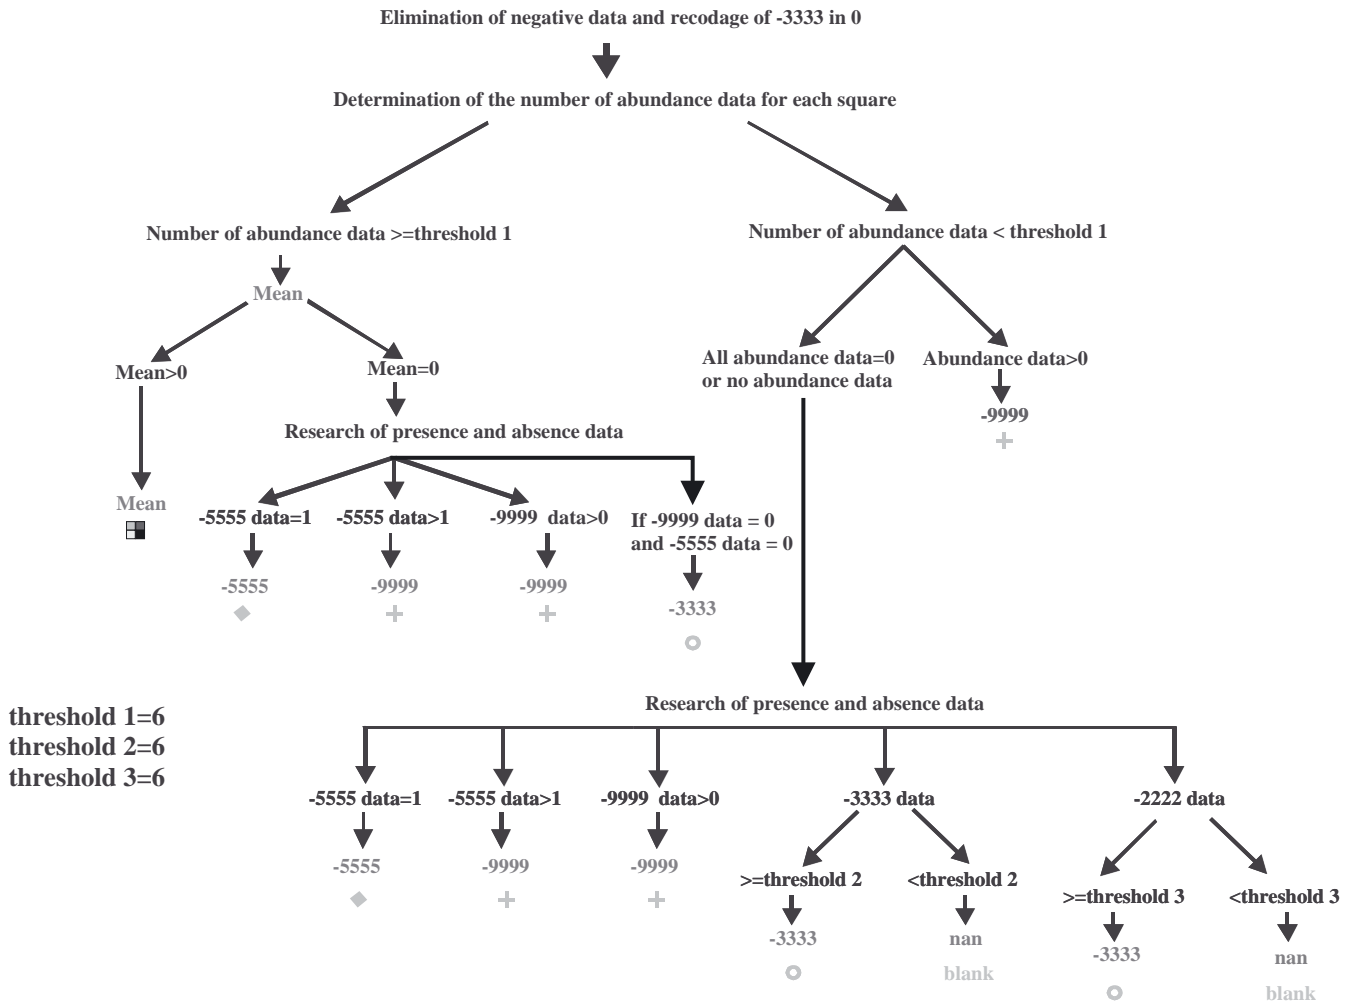 Elimination of negative data and recodage of -3333 in 0
Determination of the number of abundance data for each square
Number of abundance data >=threshold 1
Number of abundance data < threshold 1
Mean
Mean>0
Mean=0
All abundance data=0
or no abundance data
Abundance data>0
-9999
Research of presence and absence data
Mean
-5555 data=1
-5555 data>1
-9999 data>0
If -9999 data = 0
and -5555 data = 0
-5555
-9999
-9999
-3333
threshold 1=6
threshold 2=6
threshold 3=6
Research of presence and absence data
-5555 data=1
-5555 data>1
-9999 data>0
-3333 data
-2222 data
-5555
-9999
-9999
>=threshold 2
<threshold 2
>=threshold 3
<threshold 3
-3333
nan
blank
-3333
nan
blank